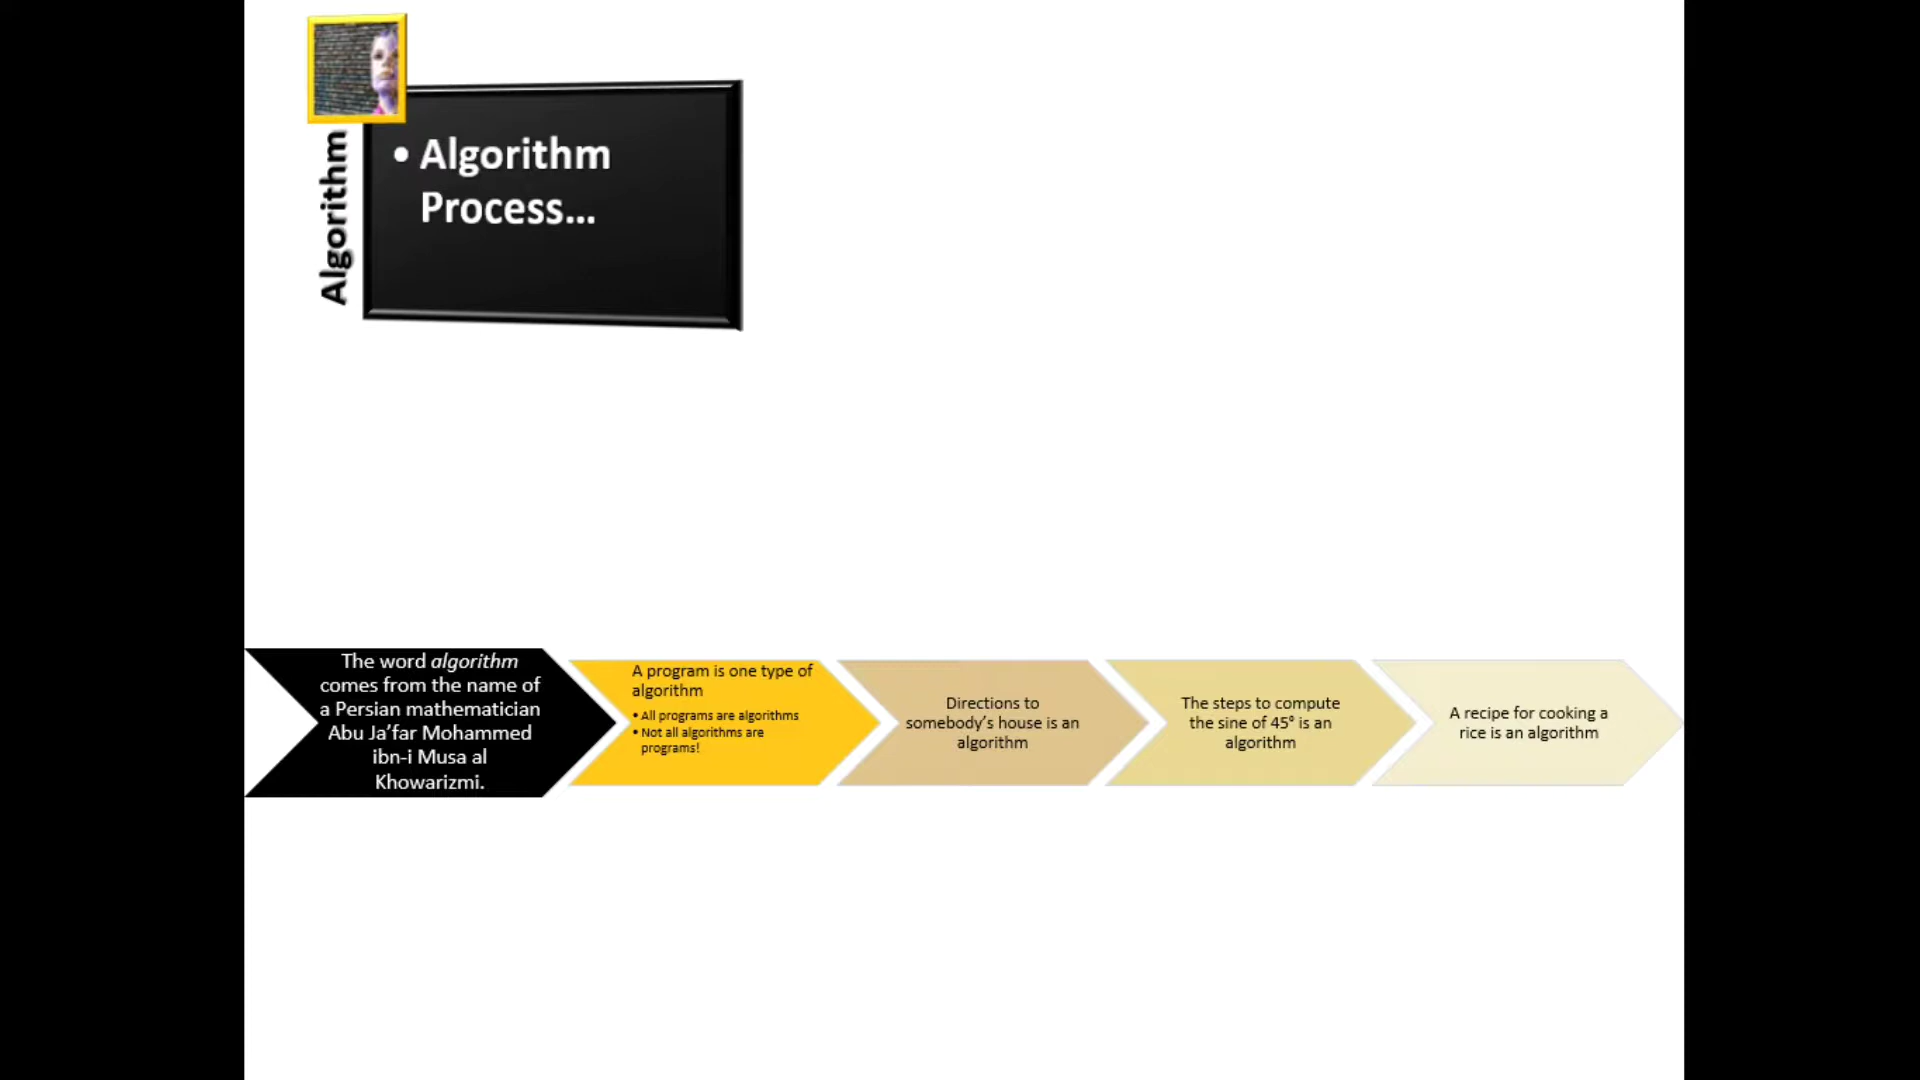 Algorithm
• Algorithm
Process...
The word algorithm
comes from the name of
a Persian mathematician
Abu Ja’far Mohammed
ibn-i Musa al
Khowarizmi.
A program is one type of
algorithm
• All programs are algorithms
• Not all algorithms are
programs!
Directions to
somebody’s house is an
algorithm
The steps to compute
the sine of 45° is an
algorithm
A recipe for cooking a
rice is an algorithm